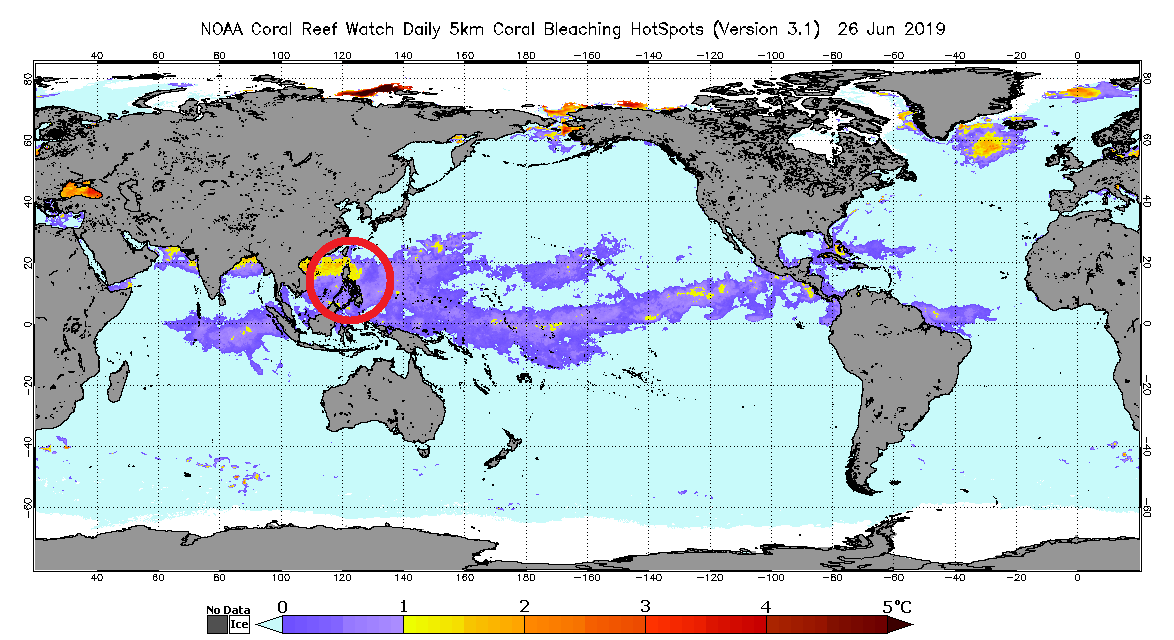 NOAA Coral Reef Watch Daily 5km Coral Bleaching HotSpots (Version 3.1) 26 Jun 2019
40 60 80 100 120 140 160 180 -160 -140 -120 -100 -80 -60 -40 -20 0
80 80
60 60
40 40
20 20
0 0
-20 -20
-40 -40
-60 -60
40 60 80 100 120 140 160 180 -160 -140 -120 -100 -80 -60 -40 -20 0
No Data 0 1 2 3 4 5°C
Ice